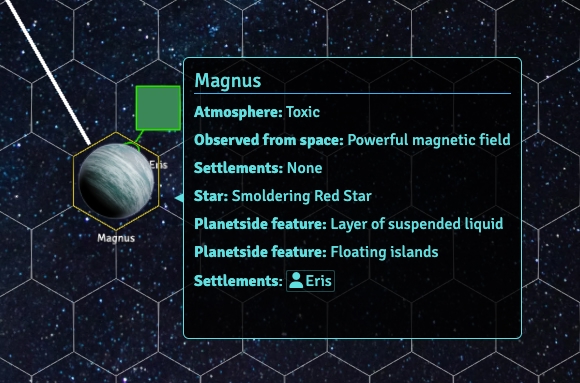 Magnus
Atmosphere: Toxic
Observed from space: Powerful magnetic field
Settlements: None
Star: Smoldering Red Star
Planetside feature: Layer of suspended liquid
Planetside feature: Floating islands
Settlements: Eris
Eris
Magnus